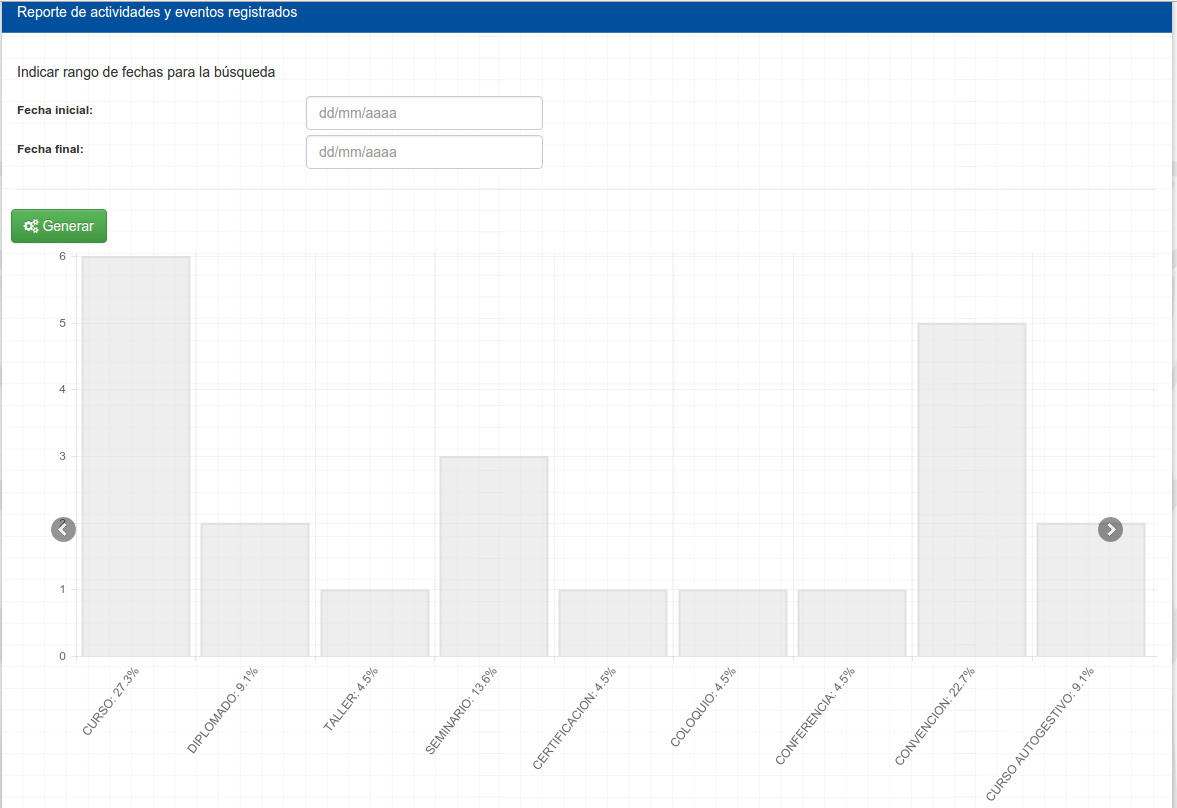 Reporte de actividades y eventos registrados
Indicar rango de fechas para la búsqueda
Fecha inicial:
dd/mm/aaaa
Fecha final:
dd/mm/aaaa
Generar
6
5
4
3
2
1
0
CURSO: 27.3%
DIPLOMADO: 9.1%
TALLER: 4.5%
SEMINARIO: 13.6%
CERTIFICACION: 4.5%
COLOQUIO: 4.5%
CONFERENCIA: 4.5%
CONVENCION: 22.7%
CURSO AUTOGESTIVO: 9.1%